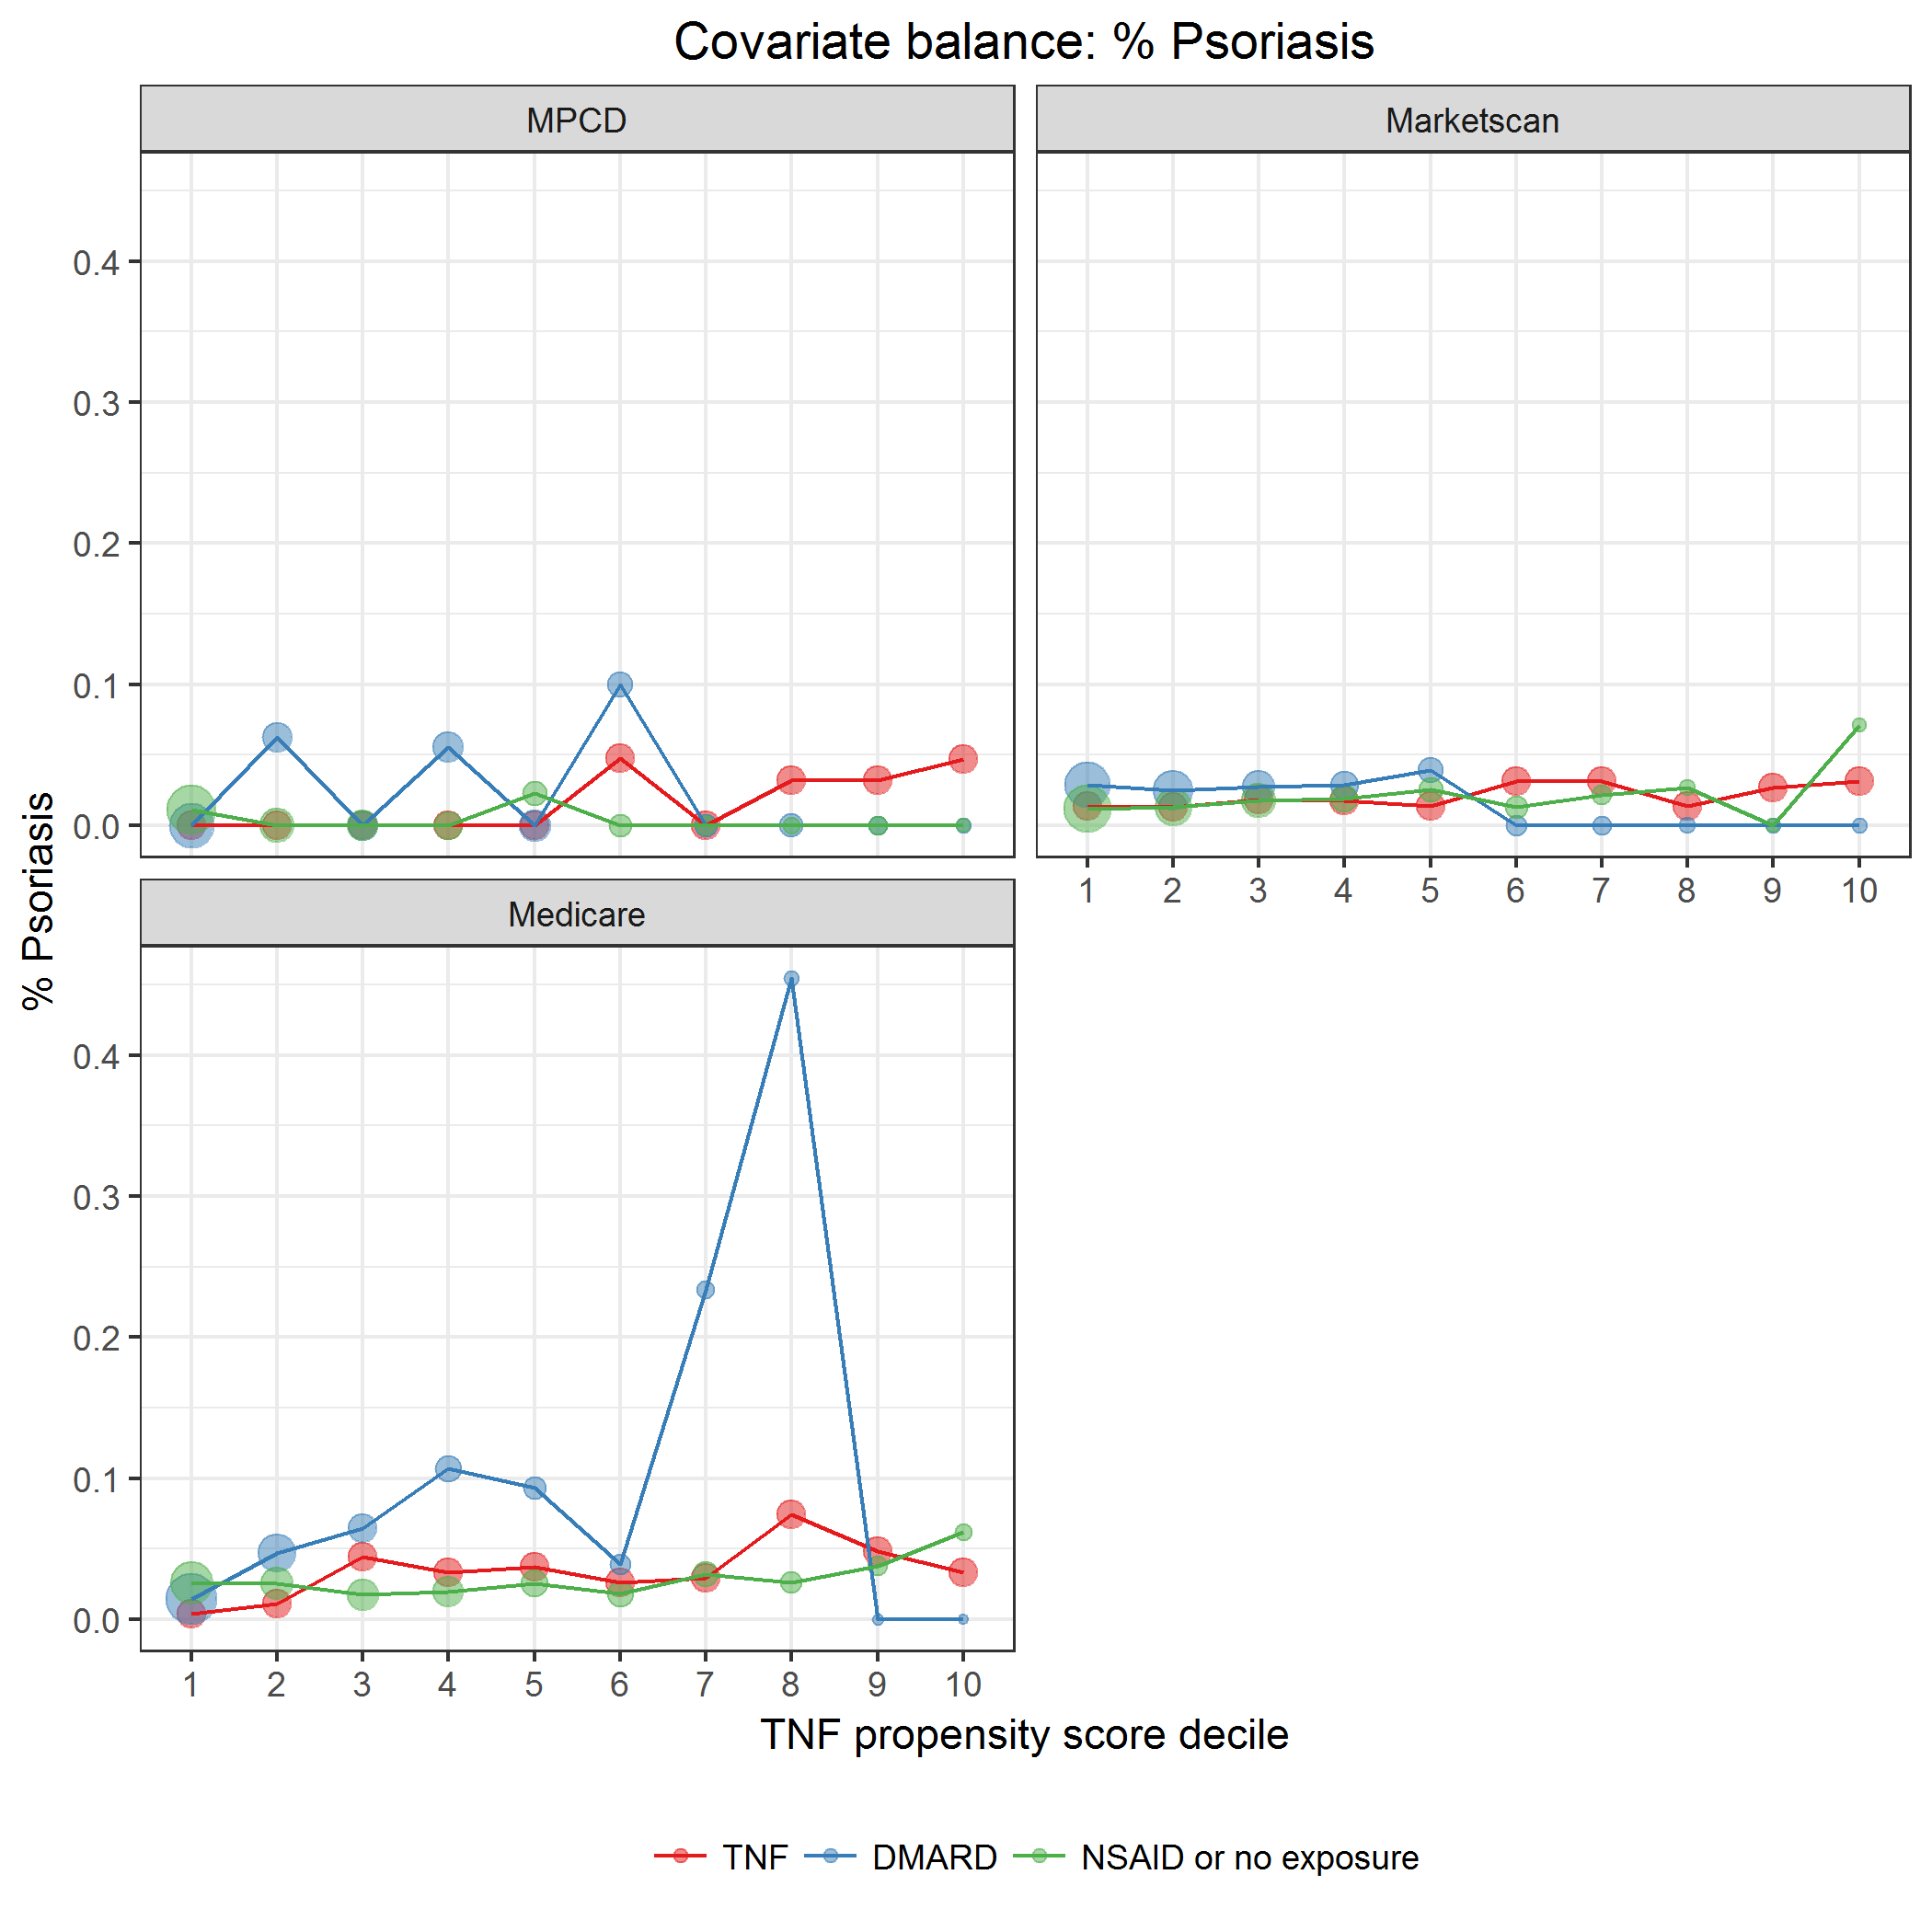 Covariate balance: % Psoriasis
MPCD
Marketscan
0.4
0.3
0.2
0.1
0.0
1 2 3 4 5 6 7 8 9 10
Medicare
% Psoriasis
0.4
0.3
0.2
0.1
0.0
1 2 3 4 5 6 7 8 9 10
TNF propensity score decile
TNF DMARD NSAID or no exposure